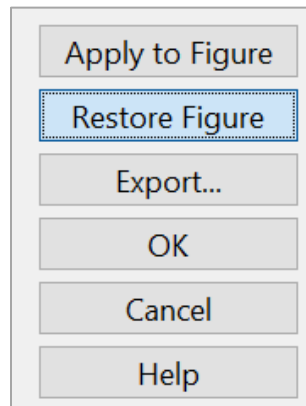 Apply to Figure
Restore Figure
Export...
OK
Cancel
Help